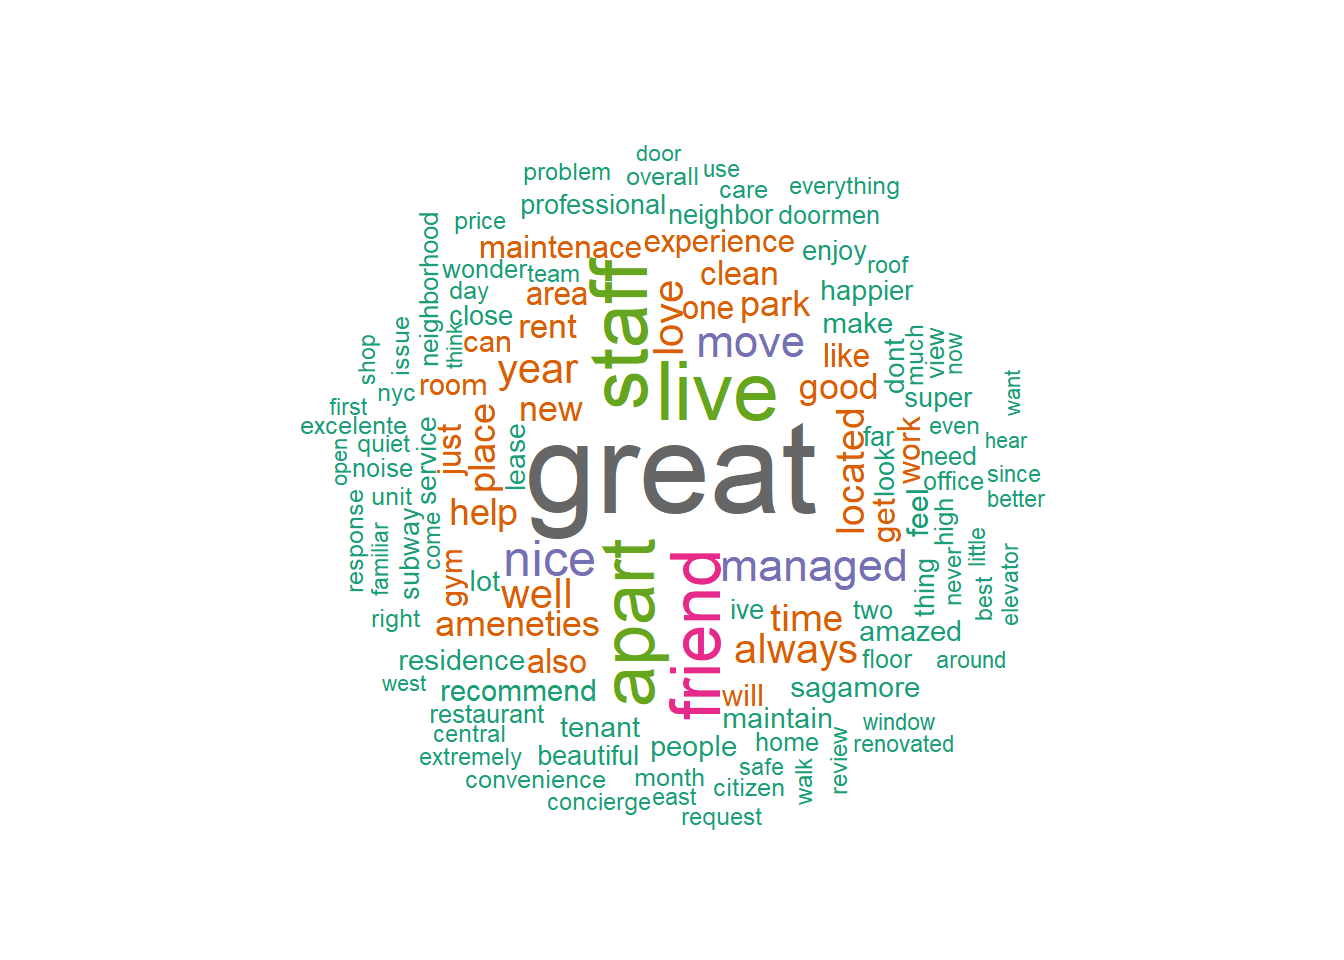 door
problem
overall
use
care
everything
professional
neighbor
doormen
price
neighborhood
maintenace
experience
enjoy
roof
wonder
team
staff
clean
day
area
love
one
park
happier
close
rent
move
make
shop
issue
think
can
year
live
like
dont
much
view
now
nyc
room
good
super
want
first
new
excelente
just
place
great
located
far
work
even
hear
open
quiet
noise
service
lease
look
need
since
response
unit
help
get
feel
office
better
familiar
subway
come
high
nice
apart
friend
managed
little
gym
lot
well
thing
never
best
elevator
right
ameneties
ive
time
two
amazed
residence
also
always
floor
around
west
recommend
will
sagamore
restaurant
maintain
window
central
tenant
extremely
beautiful
people
home
renovated
convenience
month
safe
walk
review
concierge
east
citizen
request